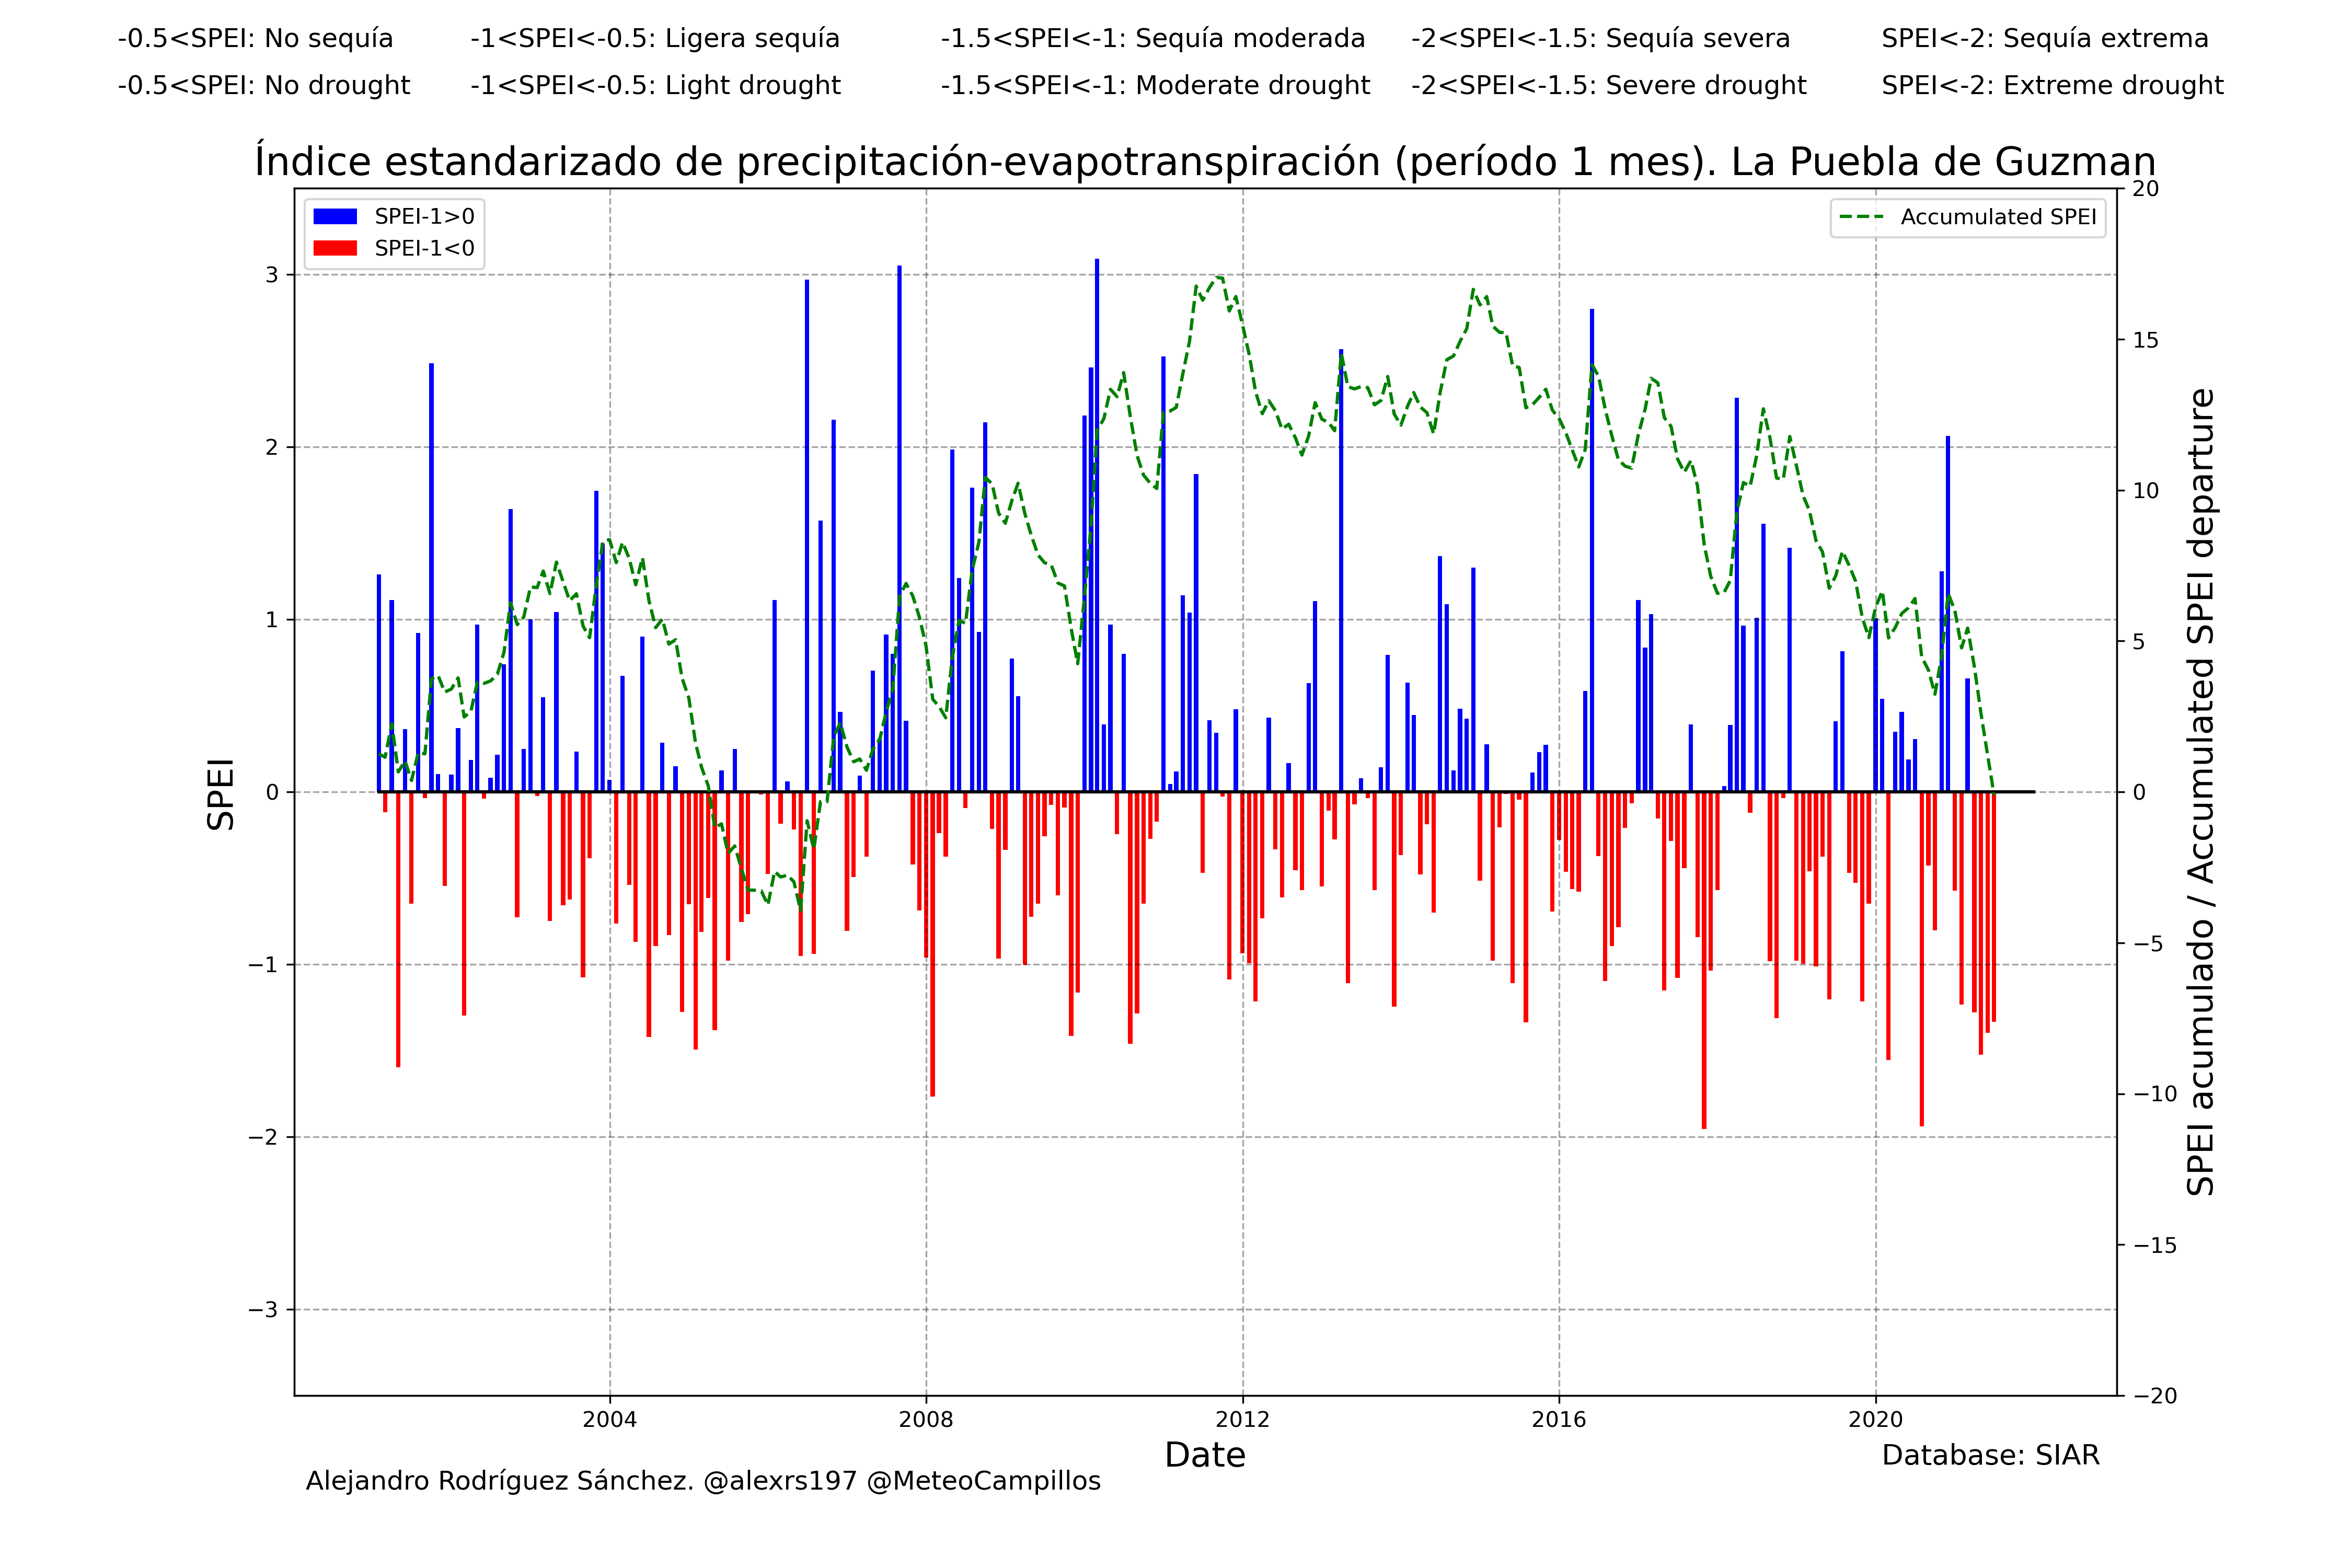 -0.5<SPEI: No sequía -1<SPEI<-0.5: Ligera sequía -1.5<SPEI<-1: Sequía moderada -2<SPEI<-1.5: Sequía severa SPEI<-2: Sequía extrema
-0.5<SPEI: No drought -1<SPEI<-0.5: Light drought -1.5<SPEI<-1: Moderate drought -2<SPEI<-1.5: Severe drought SPEI<-2: Extreme drought
Índice estandarizado de precipitación-evapotranspiración (período 1 mes). La Puebla de Guzman
SPEI-1>0
SPEI-1<0
Accumulated SPEI
SPEI
3
2
1
0
−1
−2
−3
20
15
10
5
0
−5
−10
−15
−20
SPEI acumulado / Accumulated SPEI departure
2004 2008 2012 2016 2020
Date
Database: SIAR
Alejandro Rodríguez Sánchez. @alexrs197 @MeteoCampillos